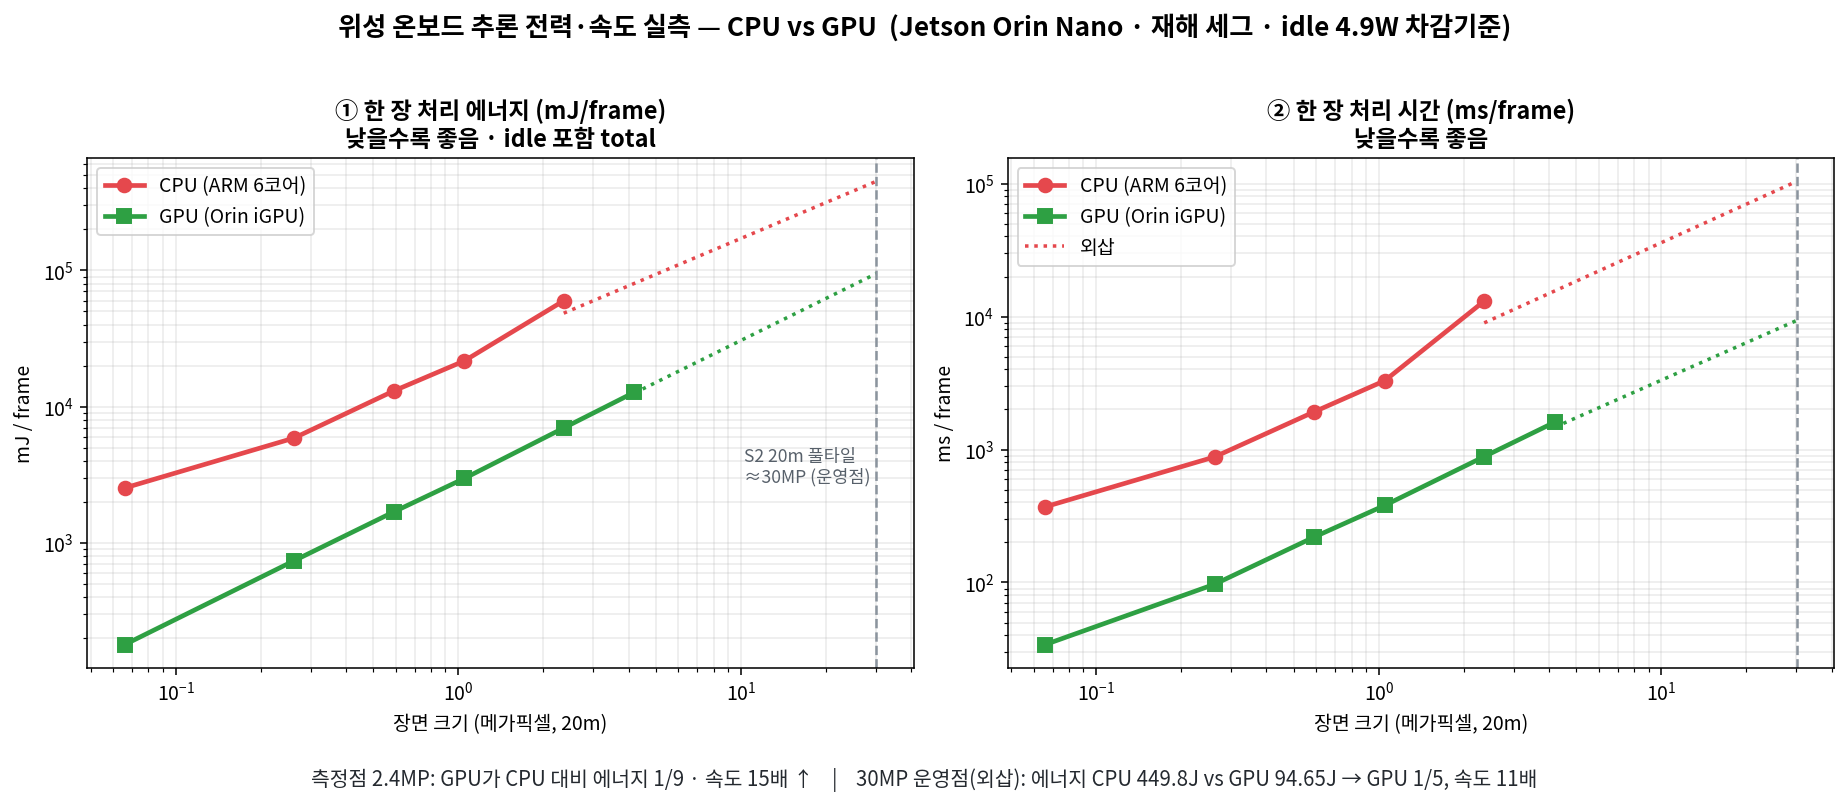 위성 온보드 추론 전력·속도 실측 — CPU vs GPU  (Jetson Orin Nano · 재해 세그 · idle 4.9W 차감기준)
① 한 장 처리 에너지 (mJ/frame)
낮을수록 좋음 · idle 포함 total
CPU (ARM 6코어)
GPU (Orin iGPU)
10⁵
10⁴
10³
mJ / frame
S2 20m 풀타일
≈30MP (운영점)
10⁻¹
10⁰
10¹
장면 크기 (메가픽셀, 20m)
② 한 장 처리 시간 (ms/frame)
낮을수록 좋음
CPU (ARM 6코어)
GPU (Orin iGPU)
외삽
10⁵
10⁴
10³
10²
ms / frame
10⁻¹
10⁰
10¹
장면 크기 (메가픽셀, 20m)
측정점 2.4MP: GPU가 CPU 대비 에너지 1/9 · 속도 15배 ↑   |   30MP 운영점(외삽): 에너지 CPU 449.8J vs GPU 94.65J → GPU 1/5, 속도 11배